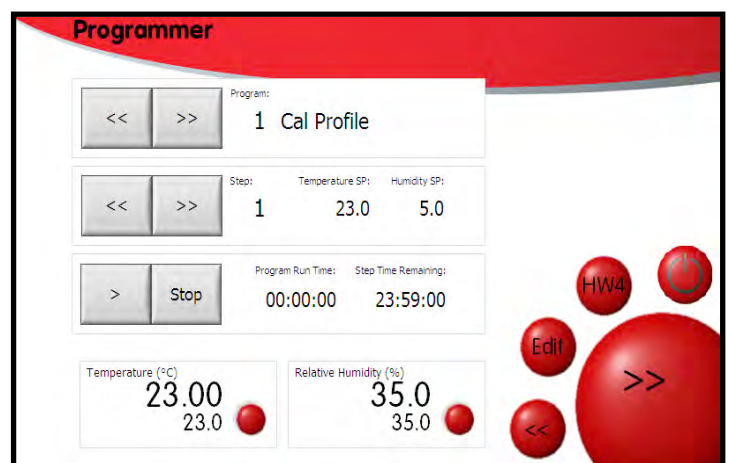 Programmer
Program:
<< >> 1 Cal Profile
Step: Temperature SP: Humidity SP:
<< >> 1 23.0 5.0
Program Run Time: Step Time Remaining:
> Stop 00:00:00 23:59:00
HW4
Edit
>>
<<
Temperature (°C) Relative Humidity (%)
23.00 35.0
23.0 35.0